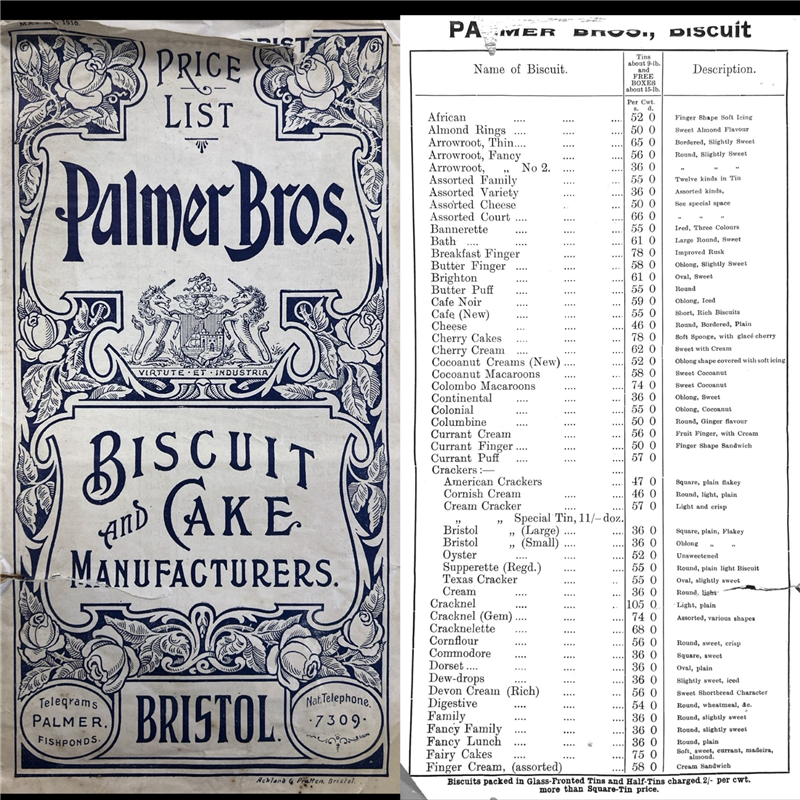 1916.
BRIST
PRICE
LIST
Palmer Bros.
VIRTUTE · ET · INDUSTRIA
BISCUIT
AND CAKE
MANUFACTURERS.
Telegrams
PALMER.
FISHPONDS.
BRISTOL.
Nat. Telephone.
· 7309 ·
Ackland & Pratten, Bristol.
PALMER BROS., Biscuit
Name of Biscuit. Tins about 9-lb. and FREE BOXES about 15-lb. Description.
Per Cwt.
s. d.
African .... .... .... 52 0 Finger Shape Soft Icing
Almond Rings .... .... .... 50 0 Sweet Almond Flavour
Arrowroot, Thin.... .... .... 65 0 Bordered, Slightly Sweet
Arrowroot, Fancy .... .... 56 0 Round, Slightly Sweet
Arrowroot, „ No 2. .... .... 36 0 „ „ „
Assorted Family .... .... 55 0 Twelve kinds in Tin
Assorted Variety .... .... 36 0 Assorted kinds,
Assorted Cheese .... .... 50 0 See special space
Assorted Court .... .... .... 66 0 „ „ „
Bannerette .... .... .... 55 0 Iced, Three Colours
Bath .... .... .... .... 61 0 Large Round, Sweet
Breakfast Finger .... .... 78 0 Improved Rusk
Butter Finger .... .... .... 58 0 Oblong, Slightly Sweet
Brighton .... .... .... 61 0 Oval, Sweet
Butter Puff .... .... .... 55 0 Round
Cafe Noir .... .... .... 59 0 Oblong, Iced
Cafe (New) .... .... .... 55 0 Short, Rich Biscuits
Cheese .... .... .... 46 0 Round, Bordered, Plain
Cherry Cakes .... .... .... 78 0 Soft Sponge, with glacé cherry
Cherry Cream .... .... .... 62 0 Sweet with Cream
Cocoanut Creams (New) .... .... 52 0 Oblong shape covered with soft icing
Cocoanut Macaroons .... .... 58 0 Sweet Cocoanut
Colombo Macaroons .... .... 74 0 Sweet Cocoanut
Continental .... .... .... 36 0 Oblong, Sweet
Colonial .... .... .... 55 0 Oblong, Cocoanut
Columbine .... .... .... 50 0 Round, Ginger flavour
Currant Cream .... .... 56 0 Fruit Finger, with Cream
Currant Finger .... .... .... 50 0 Finger Shape Sandwich
Currant Puff .... .... .... 57 0
Crackers :— ....
American Crackers .... .... 47 0 Square, plain flakey
Cornish Cream .... .... 46 0 Round, light, plain
Cream Cracker .... .... 57 0 Light and crisp
„ „ Special Tin, 11/- doz.
Bristol „ (Large) .... .... 36 0 Square, plain, Flakey
Bristol „ (Small) .... .... 36 0 Oblong „ „
Oyster .... .... .... 52 0 Unsweetened
Supperette (Regd.) .... .... 55 0 Round, plain light Biscuit
Texas Cracker .... .... 55 0 Oval, slightly sweet
Cream .... .... .... 36 0 Round, light
Cracknel .... .... .... 105 0 Light, plain
Cracknel (Gem) .... .... .... 74 0 Assorted, various shapes
Cracknelette .... .... .... 68 0
Cornflour .... .... .... 56 0 Round, sweet, crisp
Commodore .... .... .... 36 0 Square, sweet
Dorset .... .... .... .... 36 0 Oval, plain
Dew-drops .... .... .... 36 0 Slightly sweet, iced
Devon Cream (Rich) .... .... 56 0 Sweet Shortbread Character
Digestive .... .... .... 54 0 Round, wheatmeal, &c.
Family .... .... .... 36 0 Round, slightly sweet
Fancy Family .... .... .... 36 0 Round, slightly sweet
Fancy Lunch .... .... .... 36 0 Round, plain
Fairy Cakes .... .... .... 75 0 Soft, sweet, currant, madeira, almond.
Finger Cream, (assorted) .... .... 58 0 Cream Sandwich
Biscuits packed in Glass-Fronted Tins and Half-Tins charged 2/- per cwt.
more than Square-Tin price.